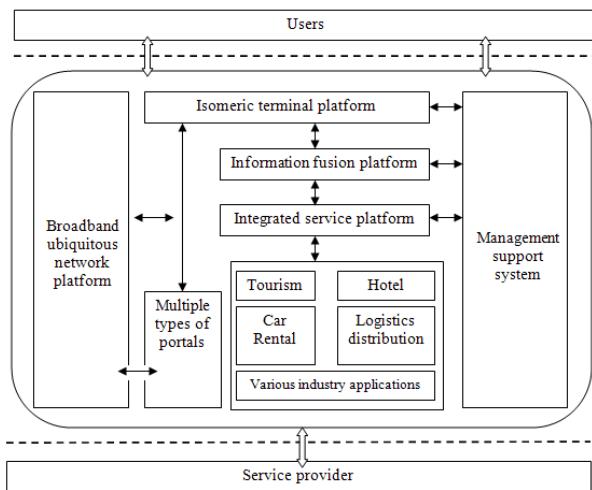 Users
Isomeric terminal platform
Information fusion platform
Integrated service platform
Broadband
ubiquitous
network
platform
Management
support
system
Multiple
types of
portals
Tourism
Hotel
Car
Rental
Logistics
distribution
Various industry applications
Service provider